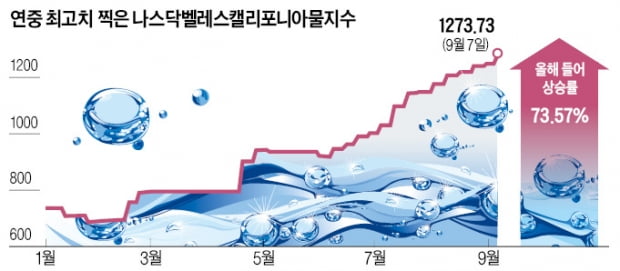 연중 최고치 찍은 나스닥벨레스캘리포니아물지수
1273.73
(9월 7일)
올해 들어
상승률
73.57%
1200
1000
800
600
1월
3월
5월
7월
9월